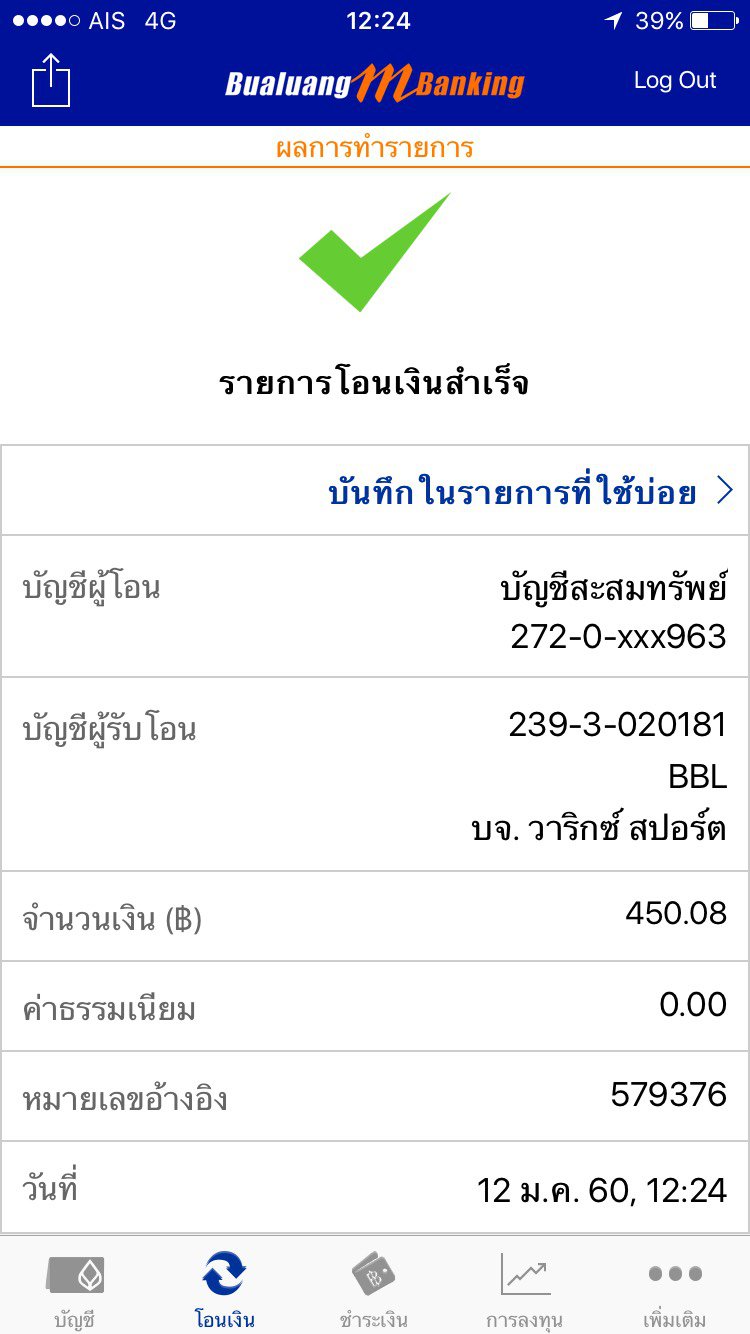 AIS 4G 12:24 39%
Bualuang mBanking Log Out
ผลการทำรายการ
รายการโอนเงินสำเร็จ
บันทึกในรายการที่ใช้บ่อย
บัญชีผู้โอน บัญชีสะสมทรัพย์
272-0-xxx963
บัญชีผู้รับโอน 239-3-020181
BBL
บจ. วาริกซ์ สปอร์ต
จำนวนเงิน (฿) 450.08
ค่าธรรมเนียม 0.00
หมายเลขอ้างอิง 579376
วันที่ 12 ม.ค. 60, 12:24
บัญชี โอนเงิน ชำระเงิน การลงทุน เพิ่มเติม